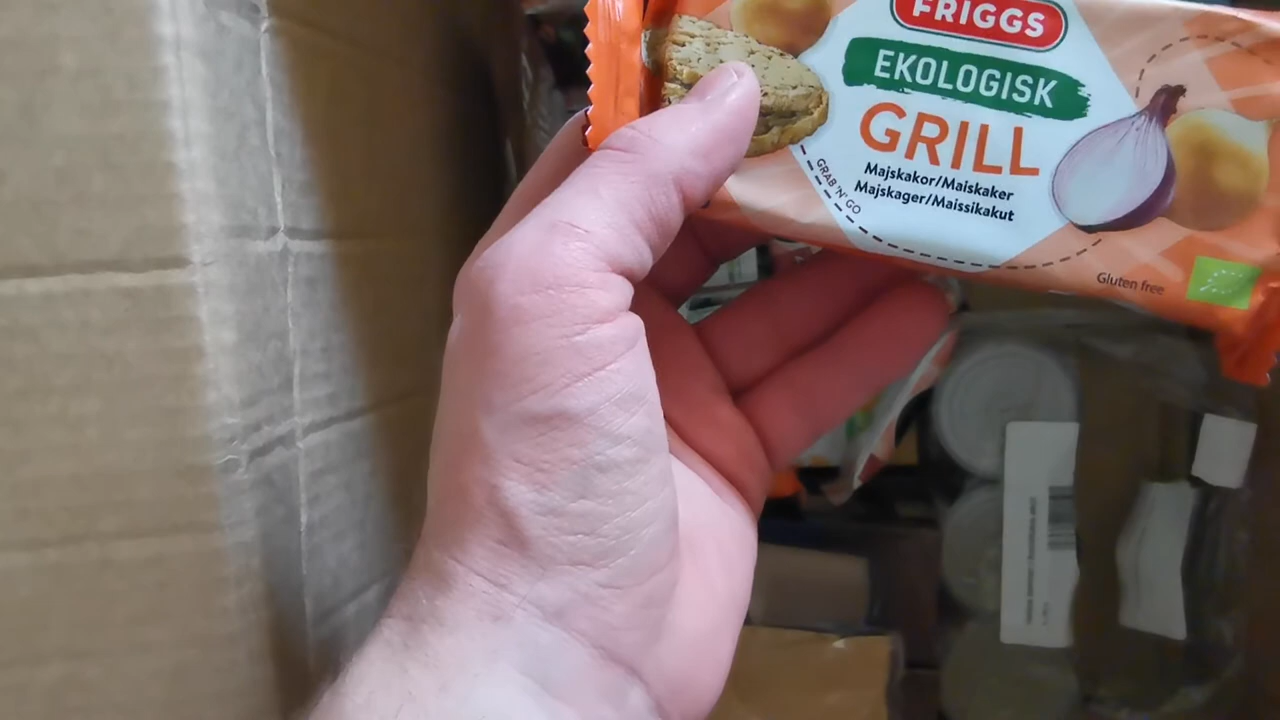 FRIGGS
EKOLOGISK
GRILL
Majskakor/Maiskaker
Majskager/Maissikakut
GRAB 'N' GO
Gluten free